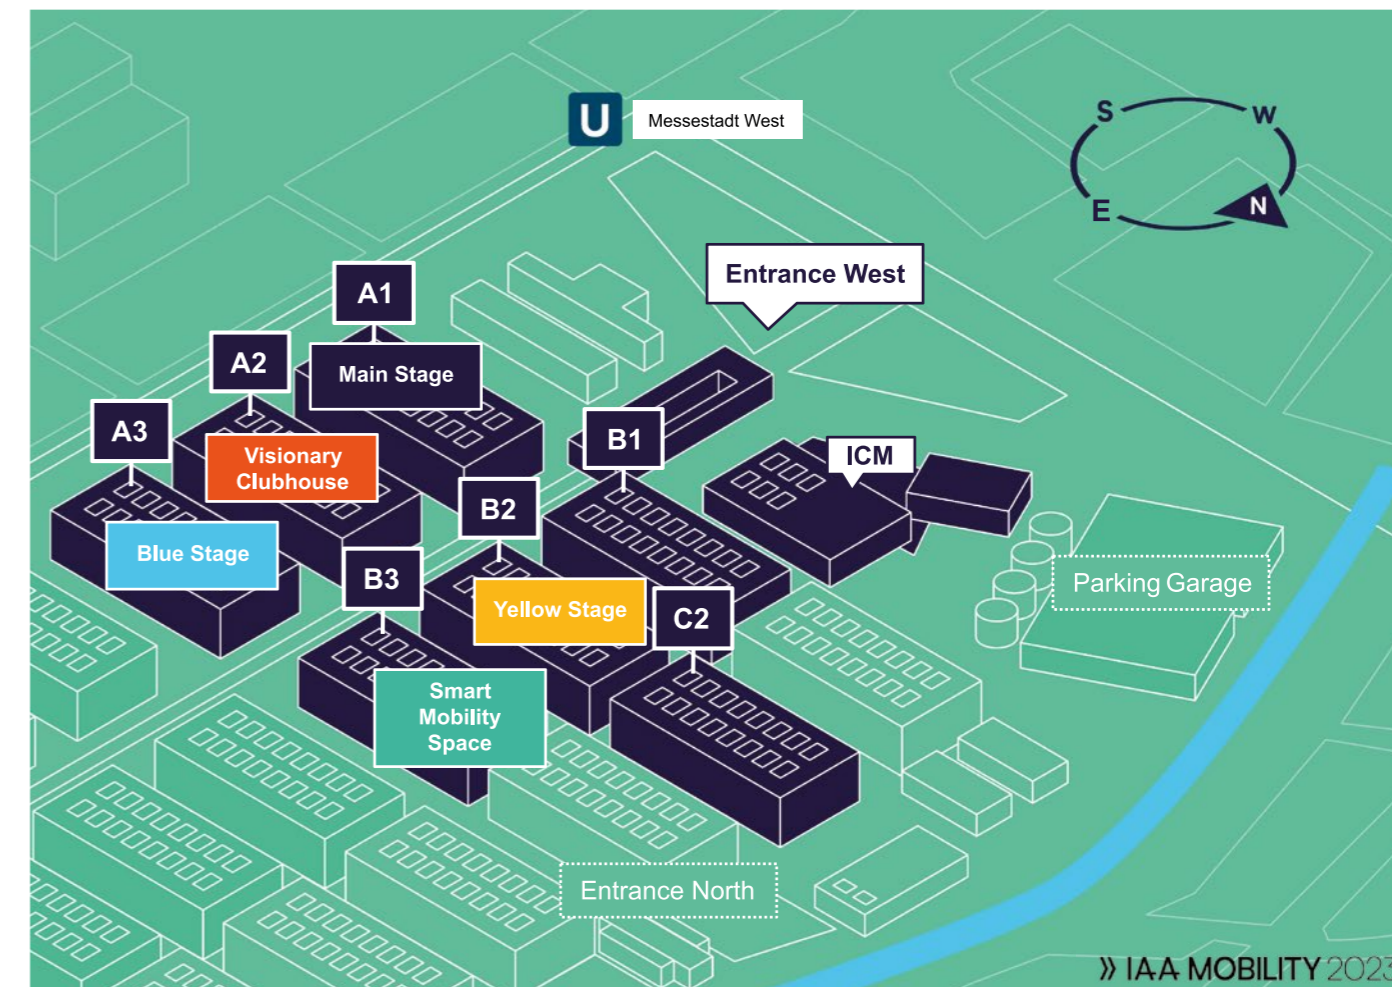 U
Messestadt West
S
W
E
N
Entrance West
A1
Main Stage
A2
Visionary
Clubhouse
A3
Blue Stage
B1
ICM
B2
Yellow Stage
B3
Smart
Mobility
Space
C2
Parking Garage
Entrance North
» IAA MOBILITY 2023